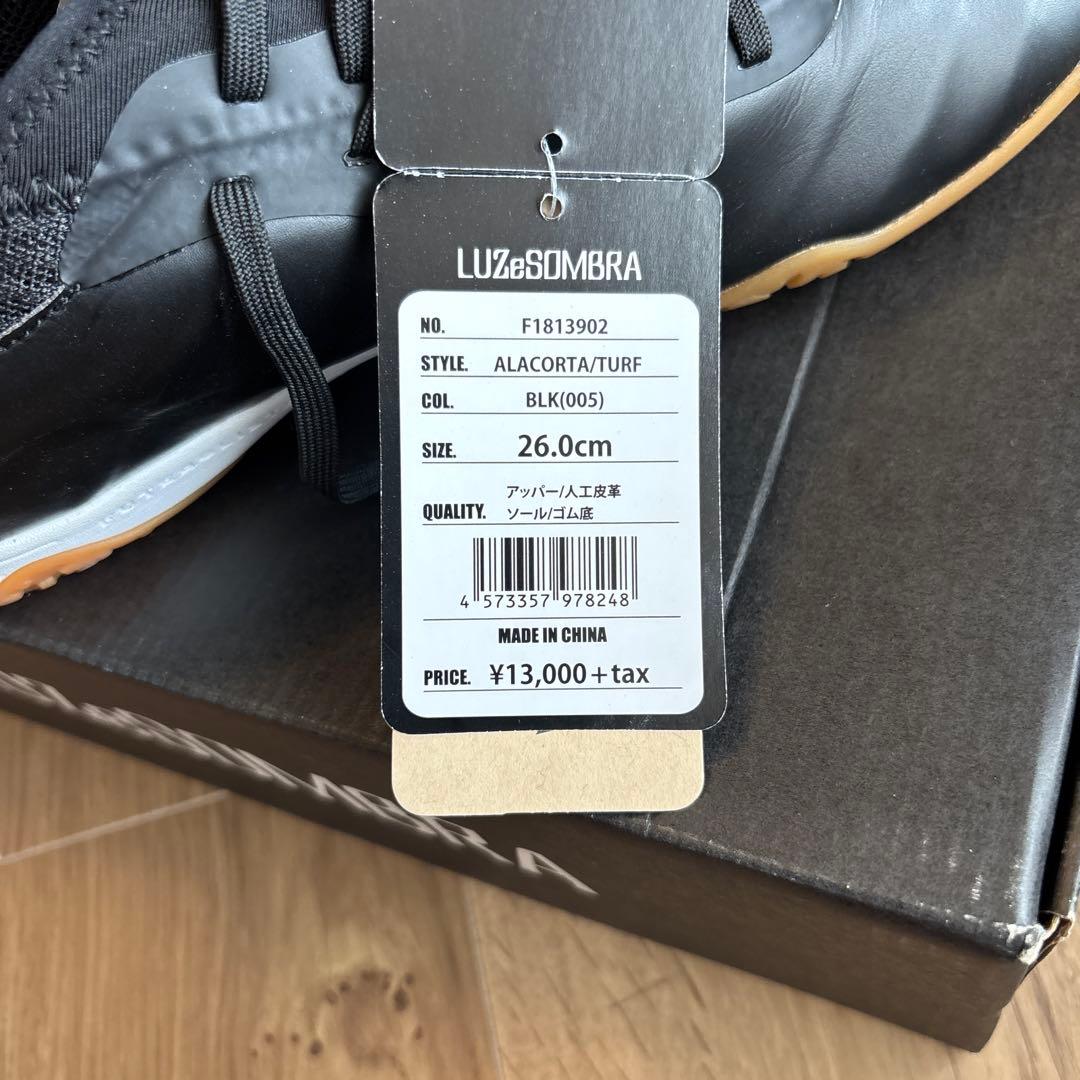 LUZeSOMBRA
NO. F1813902
STYLE. ALACORTA/TURF
COL. BLK(005)
SIZE. 26.0cm
QUALITY. アッパー/人工皮革
ソール/ゴム底
4 573357 978248
MADE IN CHINA
PRICE. ¥13,000+tax